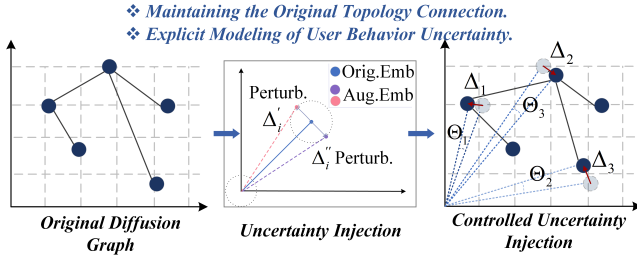 ❖ Maintaining the Original Topology Connection.
❖ Explicit Modeling of User Behavior Uncertainty.
Perturb.
Δ'ᵢ
Orig.Emb
Aug.Emb
Δ''ᵢ Perturb.
Δ₁
Δ₂
Δ₃
Θ₁
Θ₃
Θ₂
Original Diffusion
Graph
Uncertainty Injection
Controlled Uncertainty
Injection